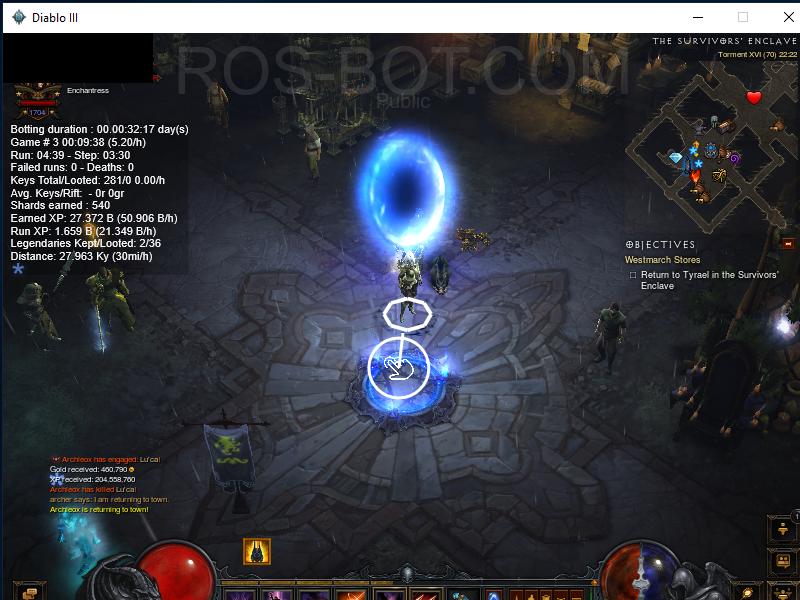 Diablo III
ROS-BOT.COM
Public
THE SURVIVORS' ENCLAVE
Torment XVI (70) 22:22
Enchantress
1704
Botting duration : 00.00:32:17 day(s)
Game # 3 00:09:38 (5.20/h)
Run: 04:39 - Step: 03:30
Failed runs: 0 - Deaths: 0
Keys Total/Looted: 281/0 0.00/h
Avg. Keys/Rift: - 0r 0gr
Shards earned : 540
Earned XP: 27.372 B (50.906 B/h)
Run XP: 1.659 B (21.349 B/h)
Legendaries Kept/Looted: 2/36
Distance: 27.963 Ky (30mi/h)
OBJECTIVES
Westmarch Stores
Return to Tyrael in the Survivors'
Enclave
Archleox has engaged: Lu'ca!
Gold received: 460,790
XP received: 204,558,760
Archleox has killed Lu'ca!
archer says: I am returning to town.
Archleox is returning to town!
1